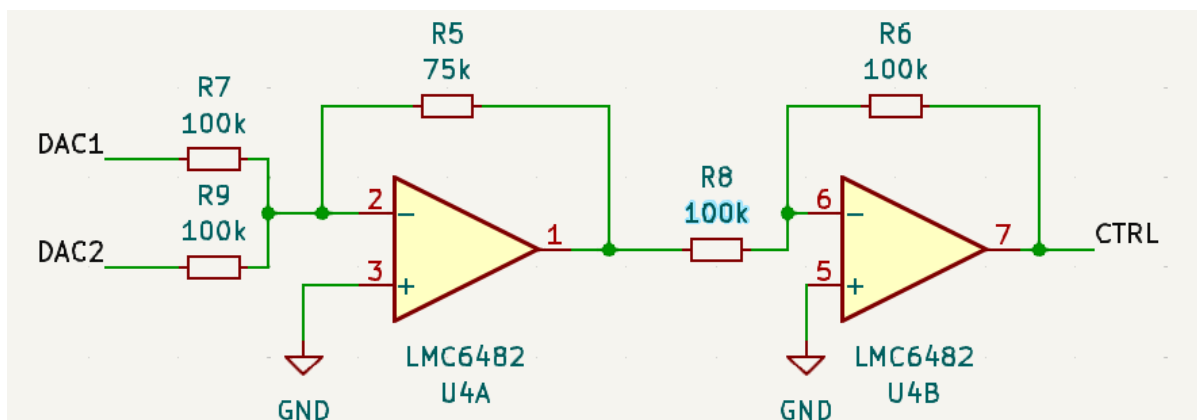 R5
75k
R6
100k
R7
100k
DAC1
R9
100k
DAC2
2
−
3
+
1
R8
100k
6
−
5
+
7
CTRL
LMC6482
U4A
LMC6482
U4B
GND
GND